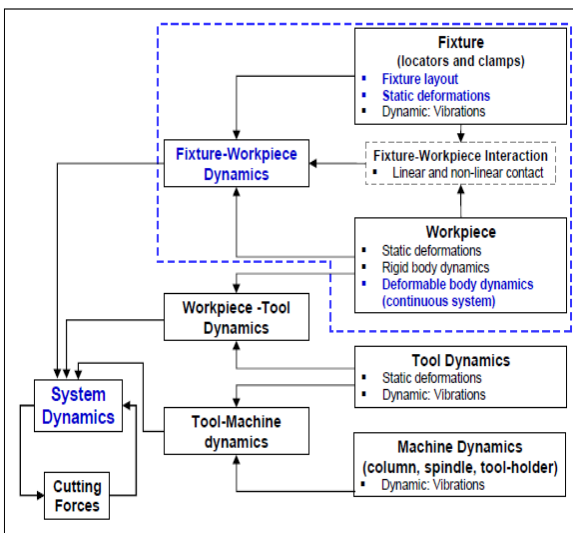 Fixture
(locators and clamps)
▪ Fixture layout
▪ Static deformations
▪ Dynamic: Vibrations
Fixture-Workpiece
Dynamics
Fixture-Workpiece Interaction
▪ Linear and non-linear contact
Workpiece
▪ Static deformations
▪ Rigid body dynamics
▪ Deformable body dynamics
(continuous system)
Workpiece -Tool
Dynamics
Tool Dynamics
▪ Static deformations
▪ Dynamic: Vibrations
System
Dynamics
Tool-Machine
dynamics
Machine Dynamics
(column, spindle, tool-holder)
▪ Dynamic: Vibrations
Cutting
Forces